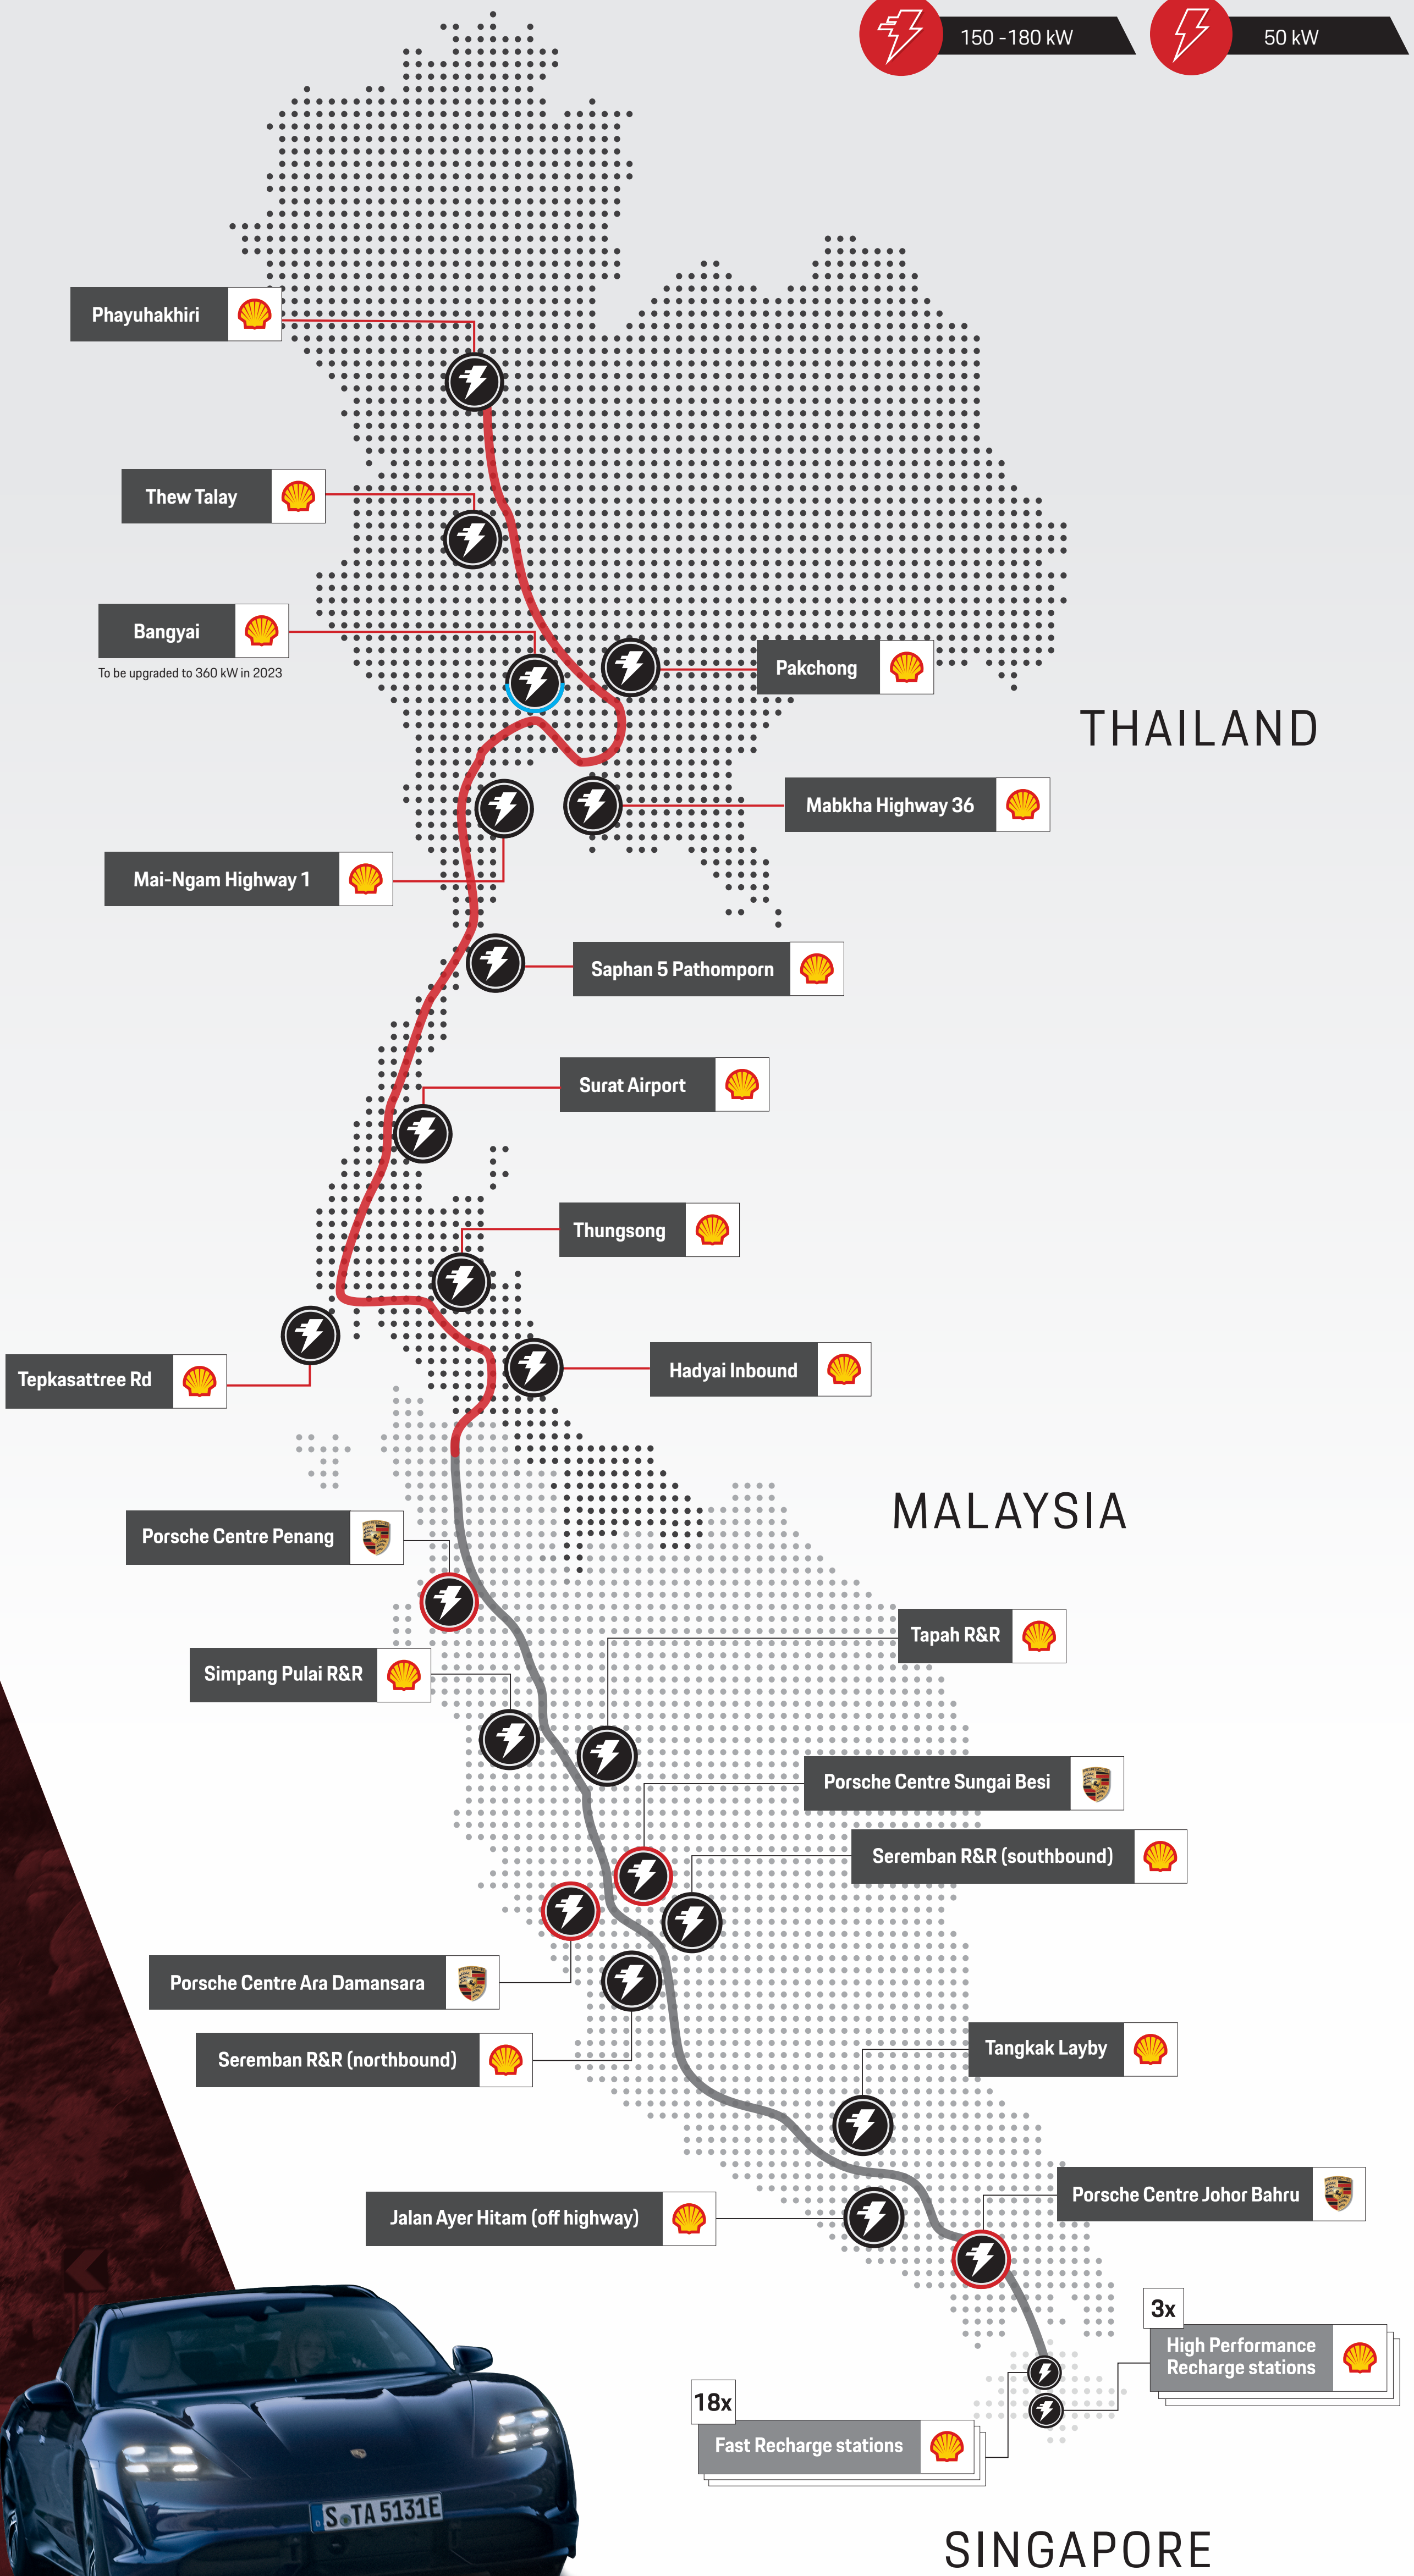 150 -180 kW
50 kW
Phayuhakhiri
Thew Talay
Bangyai
To be upgraded to 360 kW in 2023
Pakchong
THAILAND
Mabkha Highway 36
Mai-Ngam Highway 1
Saphan 5 Pathomporn
Surat Airport
Thungsong
Tepkasattree Rd
Hadyai Inbound
MALAYSIA
Porsche Centre Penang
Tapah R&R
Simpang Pulai R&R
Porsche Centre Sungai Besi
Seremban R&R (southbound)
Porsche Centre Ara Damansara
Seremban R&R (northbound)
Tangkak Layby
Porsche Centre Johor Bahru
Jalan Ayer Hitam (off highway)
3x
High Performance
Recharge stations
18x
Fast Recharge stations
S TA 5131E
SINGAPORE